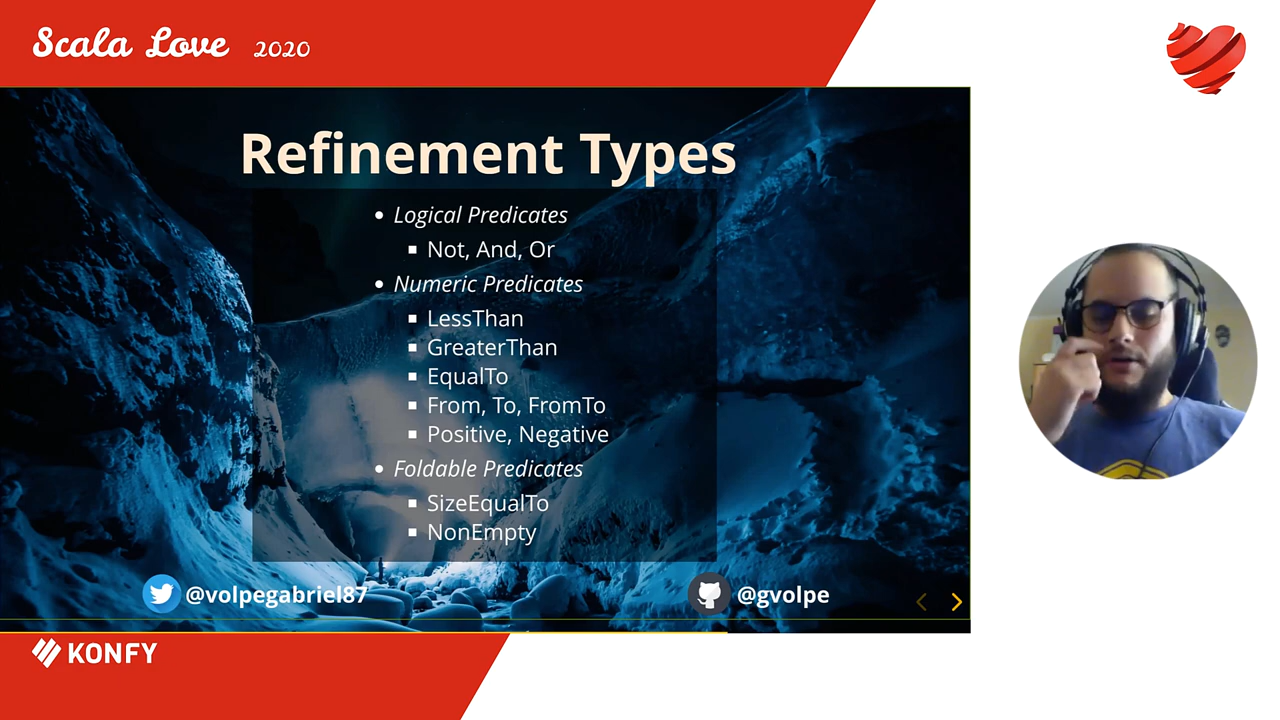 Scala Love 2020
Refinement Types
Logical Predicates
Not, And, Or
Numeric Predicates
LessThan
GreaterThan
EqualTo
From, To, FromTo
Positive, Negative
Foldable Predicates
SizeEqualTo
NonEmpty
@volpegabriel87
@gvolpe
KONFY